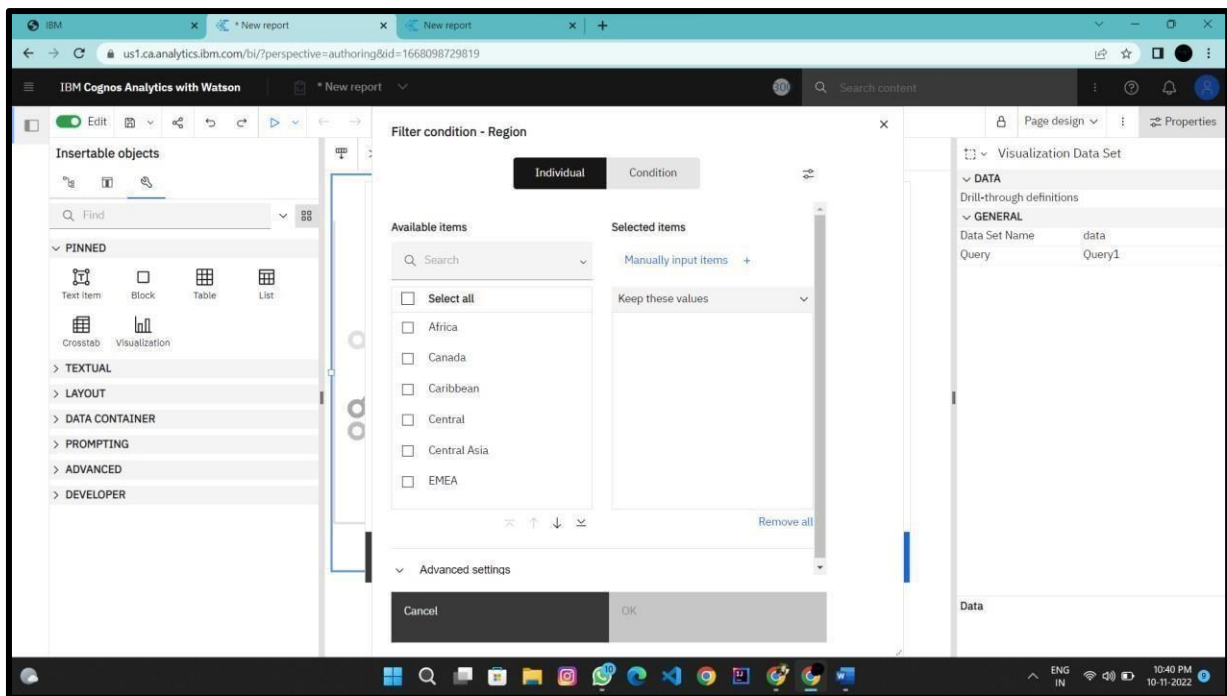 IBM
* New report
New report
us1.ca.analytics.ibm.com/bi/?perspective=authoring&id=1668098729819
IBM Cognos Analytics with Watson
* New report
30
Search content
Edit
Page design
Properties
Insertable objects
Find
PINNED
Text item
Block
Table
List
Crosstab
Visualization
TEXTUAL
LAYOUT
DATA CONTAINER
PROMPTING
ADVANCED
DEVELOPER
Filter condition - Region
Individual
Condition
Available items
Search
Select all
Africa
Canada
Caribbean
Central
Central Asia
EMEA
Selected items
Manually input items +
Keep these values
Remove all
Advanced settings
Cancel
OK
Visualization Data Set
DATA
Drill-through definitions
GENERAL
Data Set Name data
Query Query1
Data
10
ENG
IN
10:40 PM
10-11-2022
9